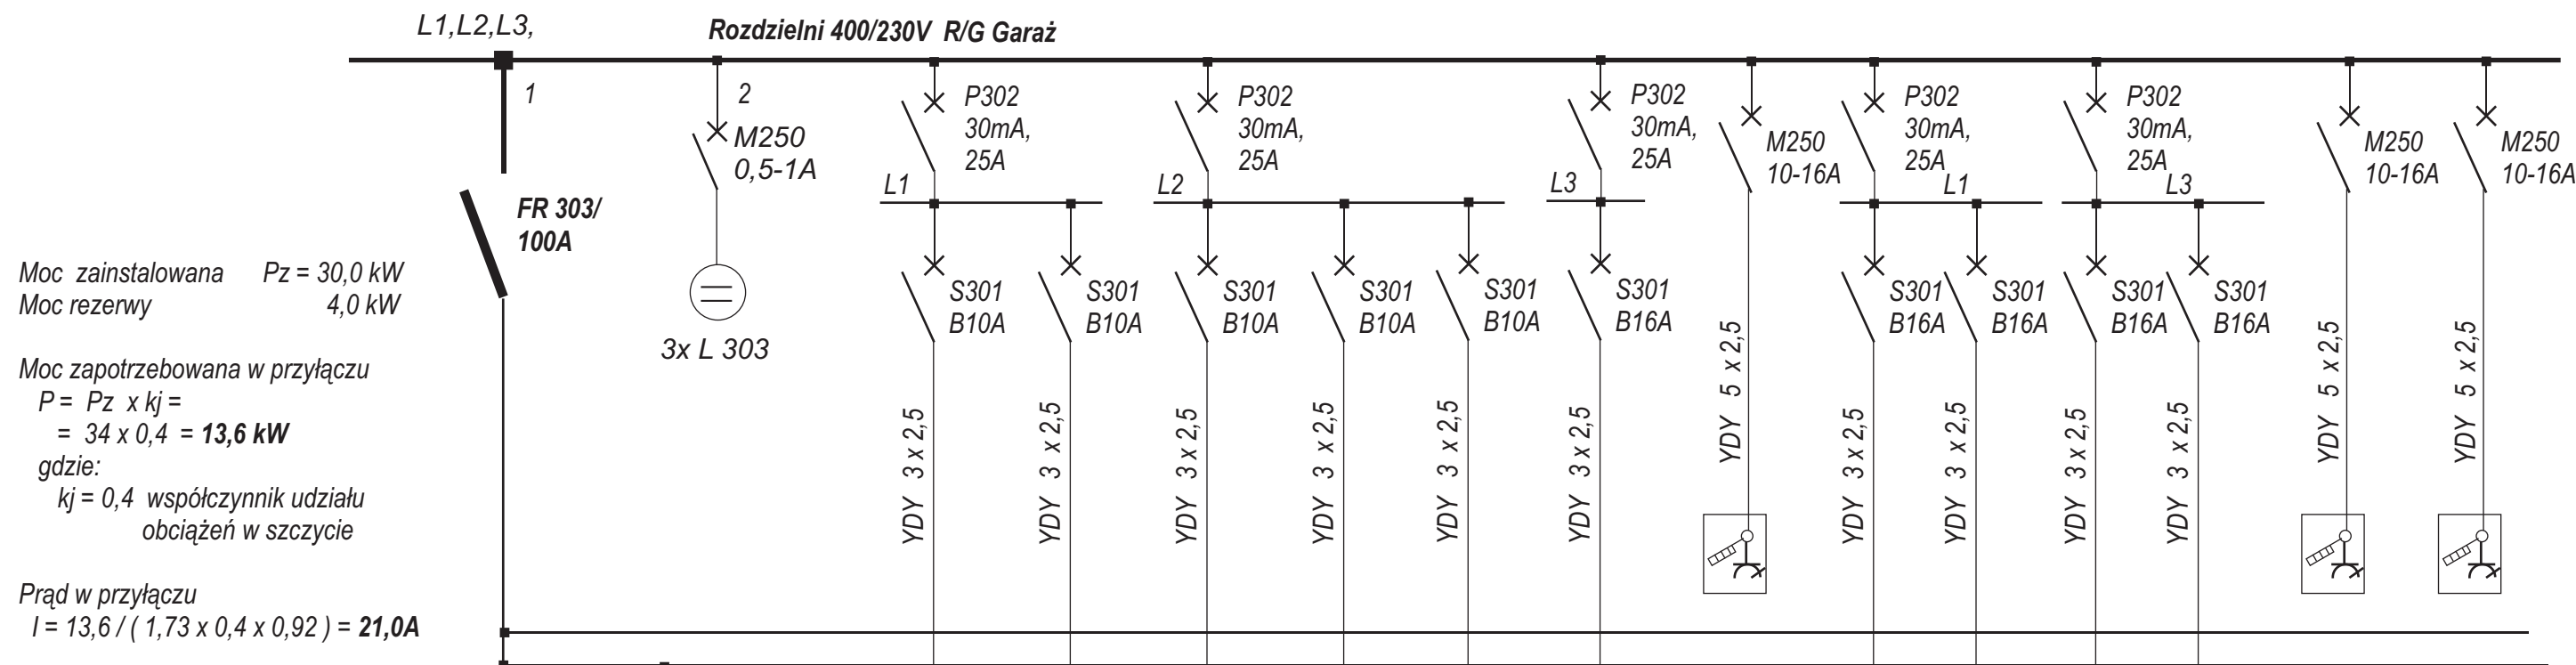 L1,L2,L3,
Rozdzielni 400/230V R/G Garaż
1
FR 303/
100A
2
M250
0,5-1A
3x L 303
Moc zainstalowana Pz = 30,0 kW
Moc rezerwy 4,0 kW
Moc zapotrzebowana w przyłączu
P = Pz x kj =
= 34 x 0,4 = 13,6 kW
gdzie:
kj = 0,4 współczynnik udziału
obciążeń w szczycie
Prąd w przyłączu
I = 13,6 / ( 1,73 x 0,4 x 0,92 ) = 21,0A
P302
30mA,
25A
L1
S301
B10A
YDY 3 x 2,5
S301
B10A
YDY 3 x 2,5
P302
30mA,
25A
L2
S301
B10A
YDY 3 x 2,5
S301
B10A
YDY 3 x 2,5
S301
B10A
YDY 3 x 2,5
P302
30mA,
25A
L3
S301
B16A
YDY 3 x 2,5
M250
10-16A
YDY 5 x 2,5
P302
30mA,
25A
L1
S301
B16A
YDY 3 x 2,5
S301
B16A
YDY 3 x 2,5
P302
30mA,
25A
L3
S301
B16A
YDY 3 x 2,5
S301
B16A
YDY 3 x 2,5
M250
10-16A
YDY 5 x 2,5
M250
10-16A
YDY 5 x 2,5